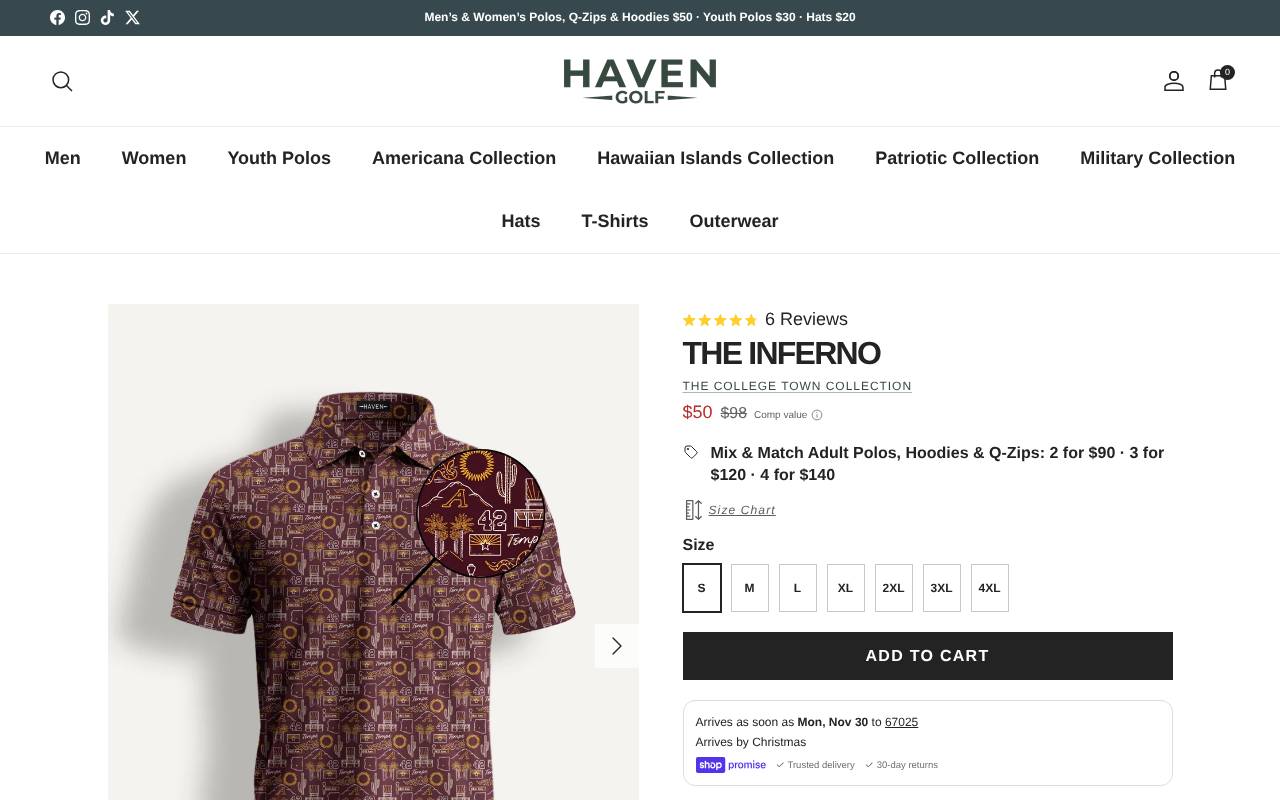 Men's & Women's Polos, Q-Zips & Hoodies $50 · Youth Polos $30 · Hats $20
HAVEN
GOLF
0
Men Women Youth Polos Americana Collection Hawaiian Islands Collection Patriotic Collection Military Collection
Hats T-Shirts Outerwear
6 Reviews
THE INFERNO
THE COLLEGE TOWN COLLECTION
$50 $98 Comp value
Mix & Match Adult Polos, Hoodies & Q-Zips: 2 for $90 · 3 for
$120 · 4 for $140
Size Chart
Size
S M L XL 2XL 3XL 4XL
ADD TO CART
Arrives as soon as Mon, Nov 30 to 67025
Arrives by Christmas
shop promise Trusted delivery 30-day returns
HAVEN
A
42
Tempe